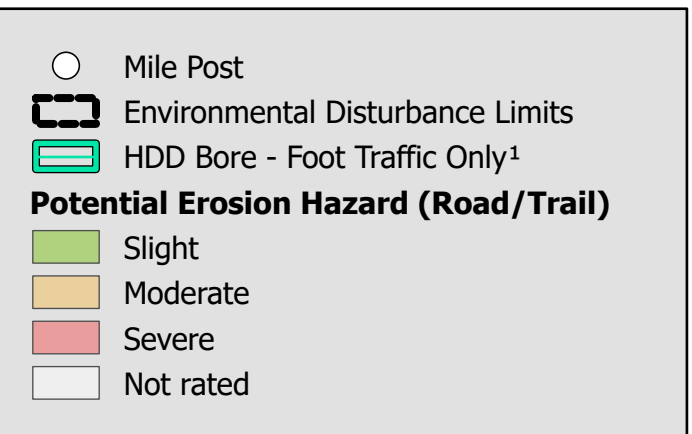 Mile Post
Environmental Disturbance Limits
HDD Bore - Foot Traffic Only¹
Potential Erosion Hazard (Road/Trail)
Slight
Moderate
Severe
Not rated